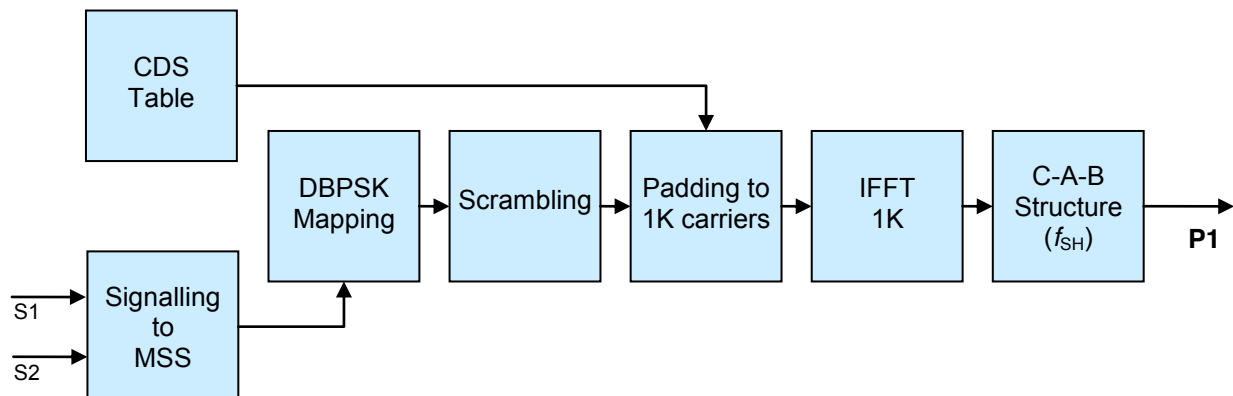 CDS
Table
DBPSK
Mapping
Scrambling
Padding to
1K carriers
IFFT
1K
C-A-B
Structure
(fSH)
P1
S1
S2
Signalling
to
MSS